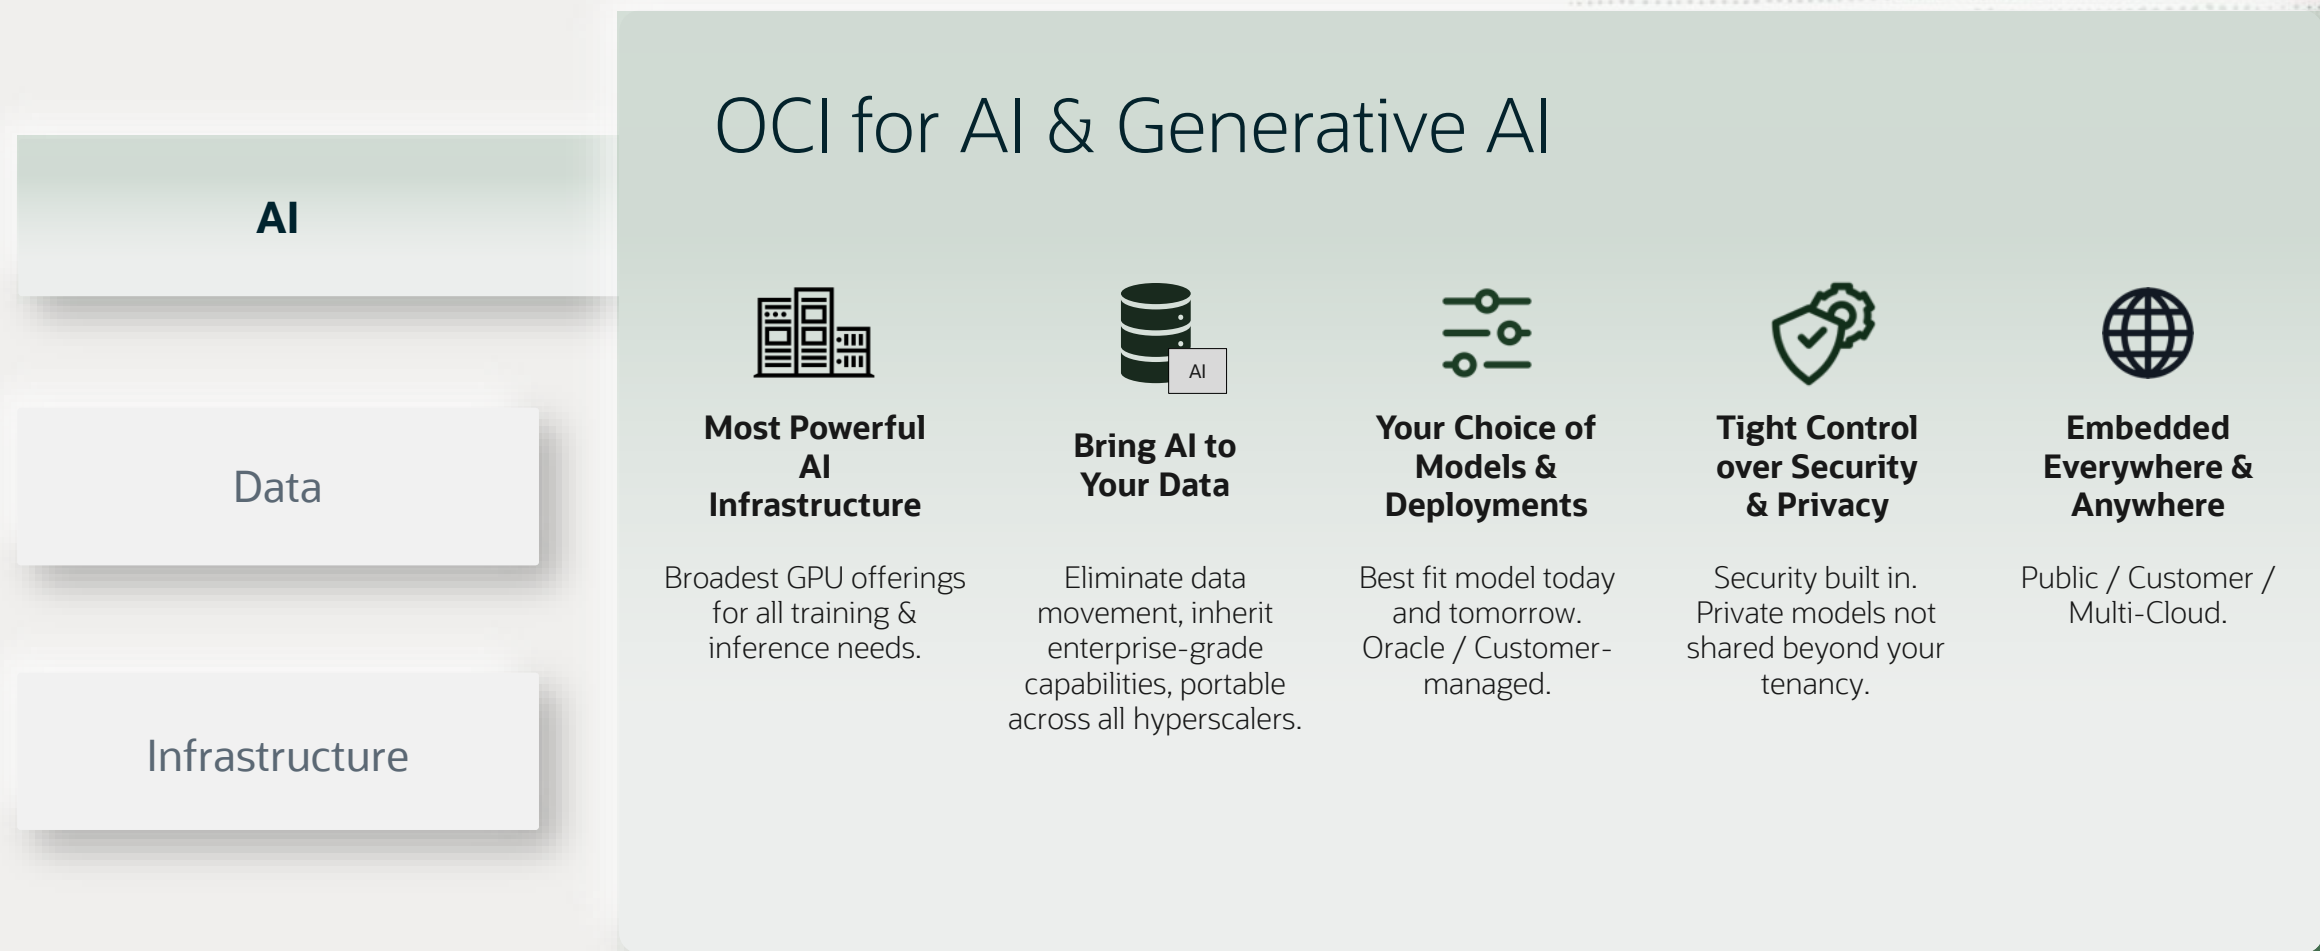 AI
Data
Infrastructure
OCI for AI & Generative AI
AI
Most Powerful
AI
Infrastructure
Broadest GPU offerings
for all training &
inference needs.
Bring AI to
Your Data
Eliminate data
movement, inherit
enterprise-grade
capabilities, portable
across all hyperscalers.
Your Choice of
Models &
Deployments
Best fit model today
and tomorrow.
Oracle / Customer-
managed.
Tight Control
over Security
& Privacy
Security built in.
Private models not
shared beyond your
tenancy.
Embedded
Everywhere &
Anywhere
Public / Customer /
Multi-Cloud.